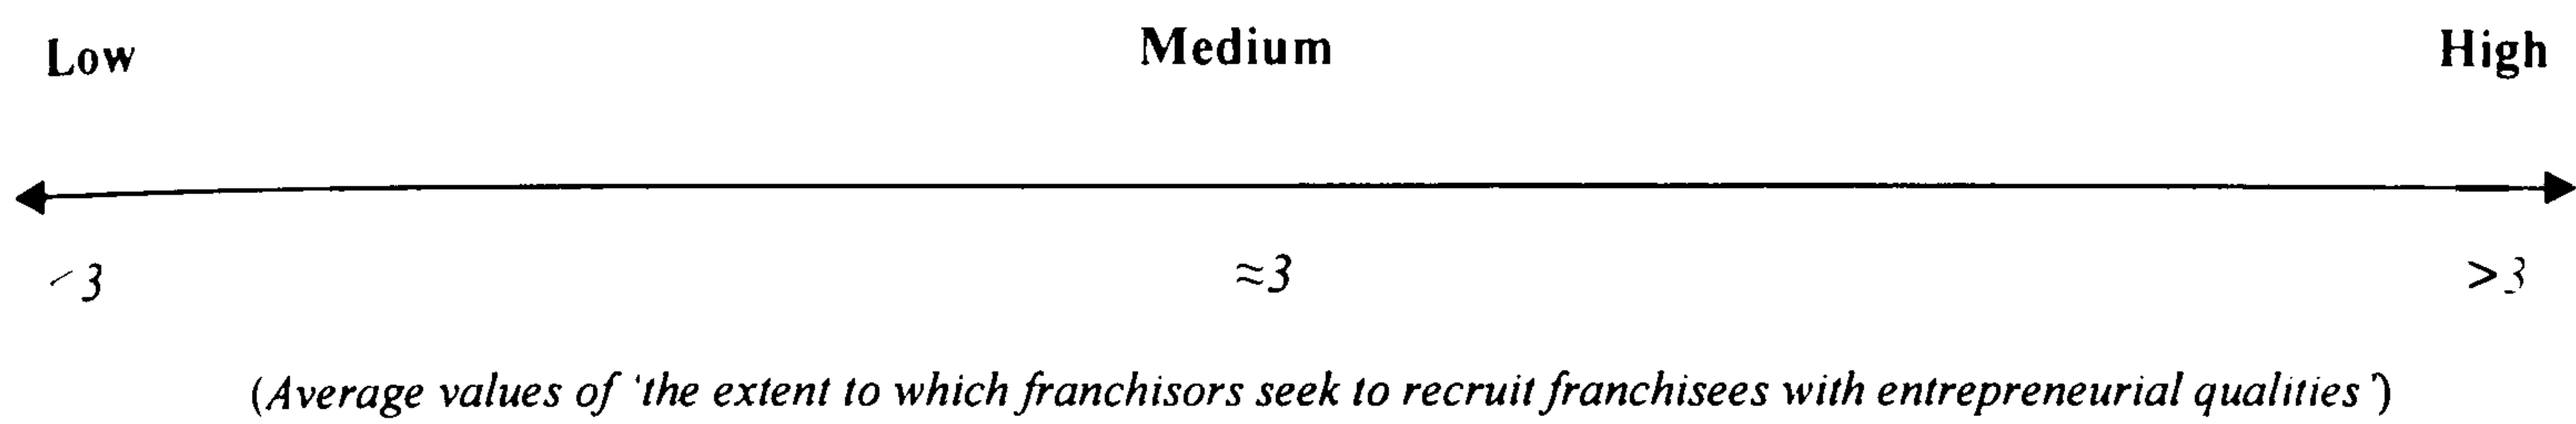 Low Medium High
<3 ≈3 >3
(Average values of 'the extent to which franchisors seek to recruit franchisees with entrepreneurial qualities')